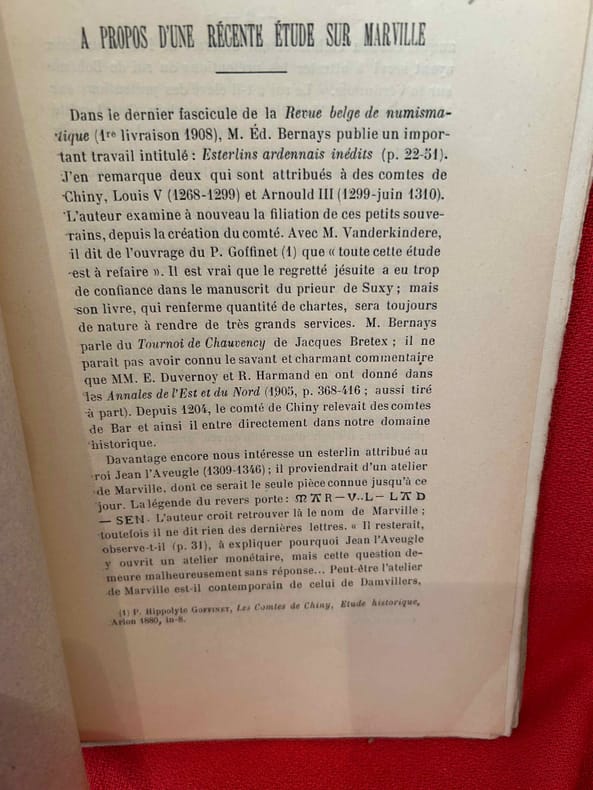 A PROPOS D'UNE RÉCENTE ÉTUDE SUR MARVILLE
Dans le dernier fascicule de la Revue belge de numisma-
tique (1re livraison 1908), M. Éd. Bernays publie un impor-
tant travail intitulé : Esterlins ardennais inédits (p. 22-51).
J'en remarque deux qui sont attribués à des comtes de
Chiny, Louis V (1268-1299) et Arnould III (1299-juin 1310).
L'auteur examine à nouveau la filiation de ces petits souve-
rains, depuis la création du comté. Avec M. Vanderkindere,
il dit de l'ouvrage du P. Goffinet (1) que « toute cette étude
est à refaire ». Il est vrai que le regretté jésuite a eu trop
de confiance dans le manuscrit du prieur de Suxy ; mais
son livre, qui renferme quantité de chartes, sera toujours
de nature à rendre de très grands services. M. Bernays
parle du Tournoi de Chauvency de Jacques Bretex ; il ne
paraît pas avoir connu le savant et charmant commentaire
que MM. E. Duvernoy et R. Harmand en ont donné dans
les Annales de l'Est et du Nord (1905, p. 368-416 ; aussi tiré
à part). Depuis 1204, le comté de Chiny relevait des comtes
de Bar et ainsi il entre directement dans notre domaine
historique.
Davantage encore nous intéresse un esterlin attribué au
roi Jean l'Aveugle (1309-1346) ; il proviendrait d'un atelier
de Marville, dont ce serait le seule pièce connue jusqu'à ce
jour. La légende du revers porte : MAR — V..L — LAD
— SEN. L'auteur croit retrouver là le nom de Marville ;
toutefois il ne dit rien des dernières lettres. « Il resterait,
observe-t-il (p. 31), à expliquer pourquoi Jean l'Aveugle
y ouvrit un atelier monétaire, mais cette question de-
meure malheureusement sans réponse... Peut-être l'atelier
de Marville est-il contemporain de celui de Damvillers,
(1) P. Hippolyte GOFFINET, Les Comtes de Chiny, Etude historique,
Arlon 1880, in-8.